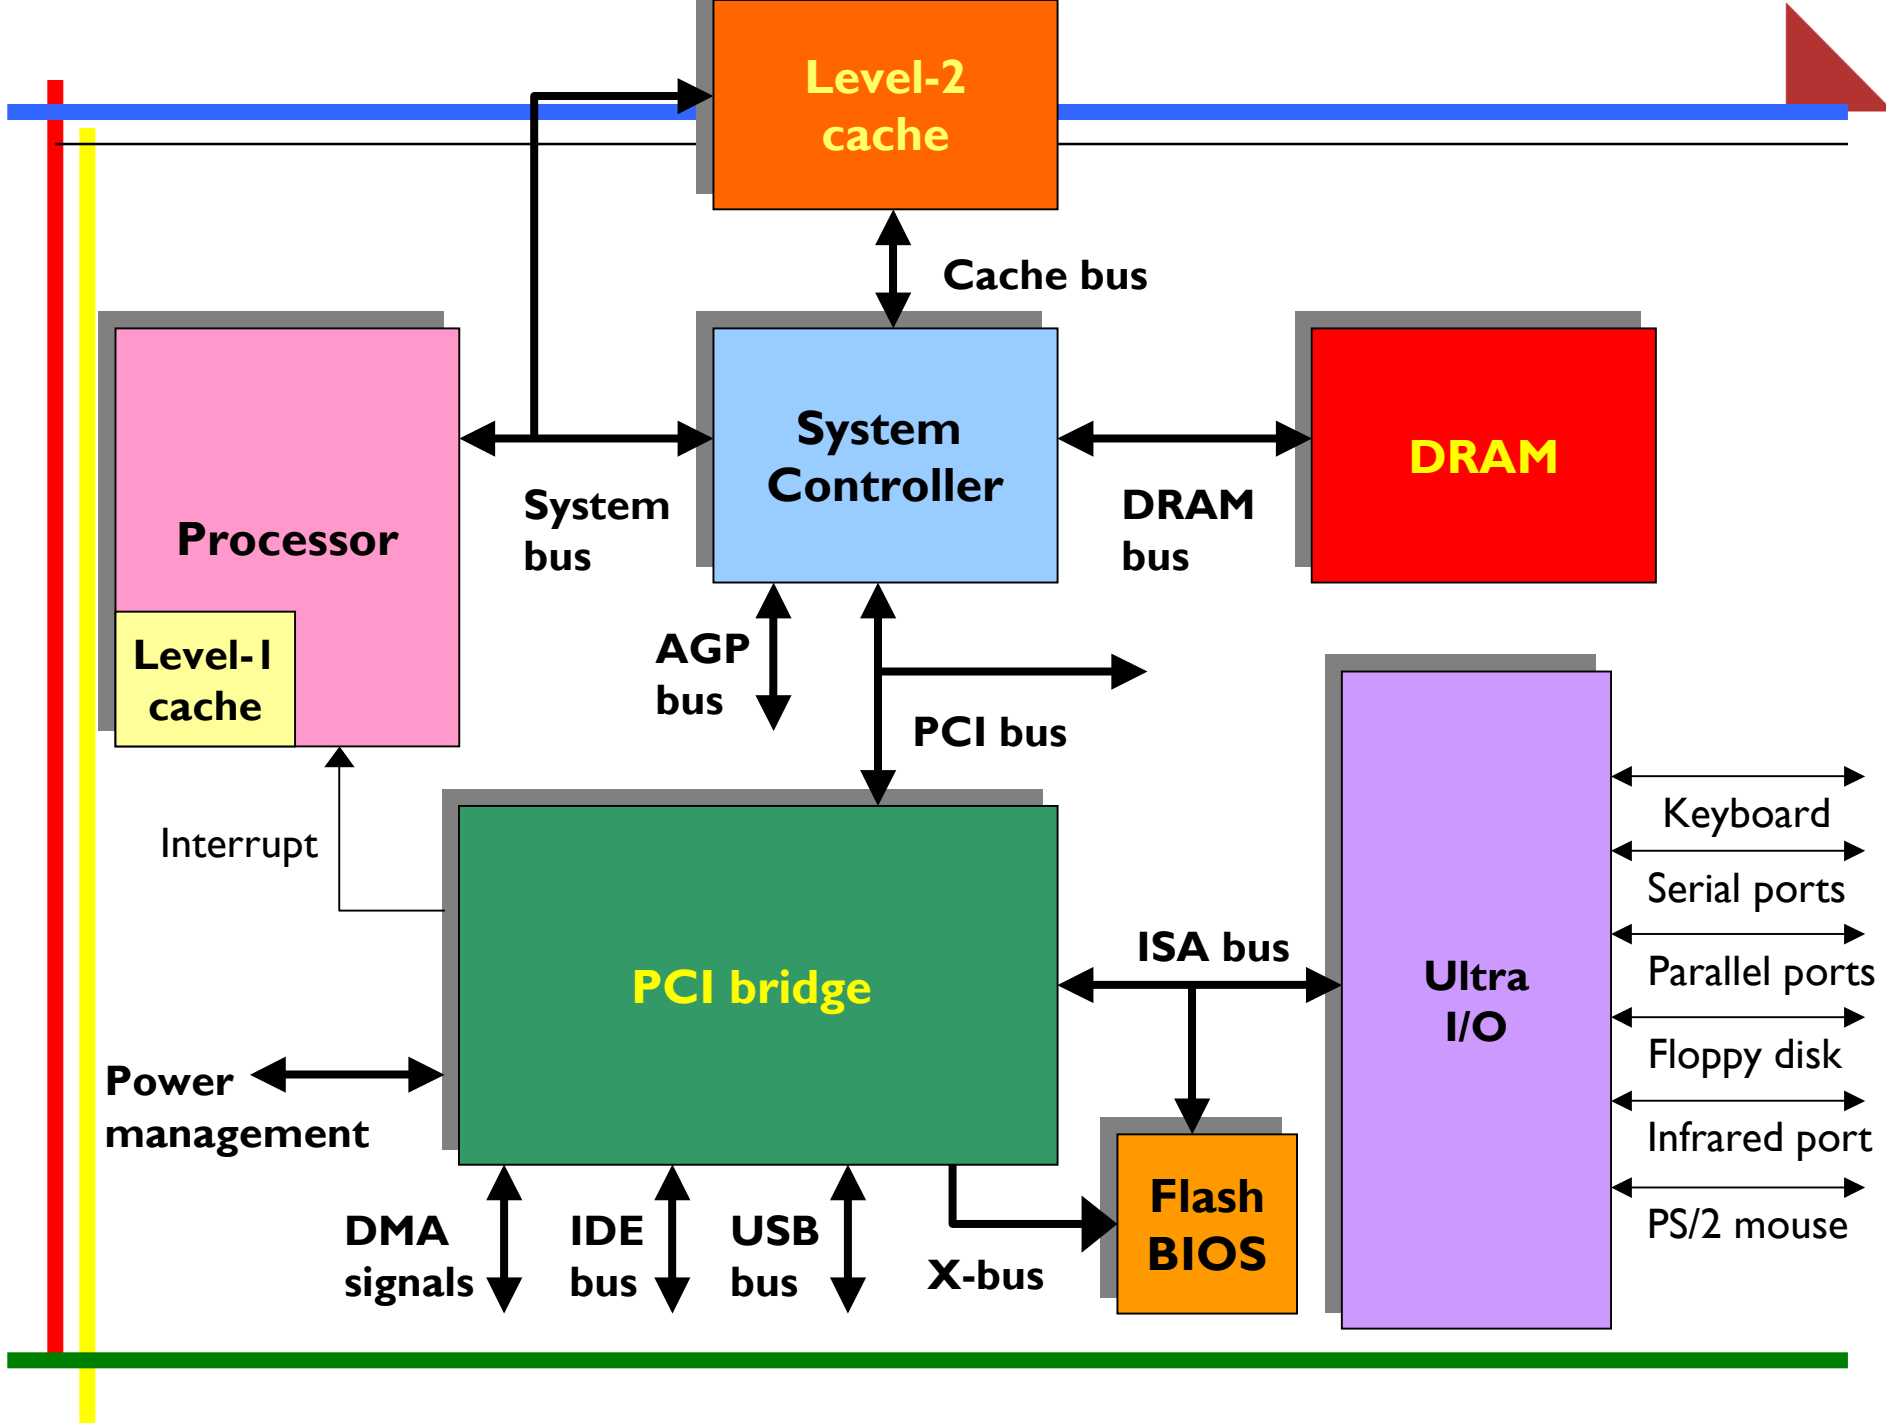 Level-2
cache
Cache bus
System
Controller
DRAM
Processor
System
bus
DRAM
bus
Level-1
cache
AGP
bus
PCI bus
Interrupt
Keyboard
Serial ports
ISA bus
Parallel ports
PCI bridge
Ultra
I/O
Floppy disk
Power
management
Infrared port
Flash
BIOS
PS/2 mouse
DMA
signals
IDE
bus
USB
bus
X-bus